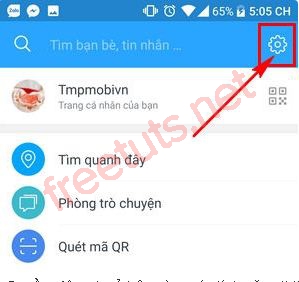 Zalo 65% 5:05 CH
Tìm bạn bè, tin nhắn ...
Tmpmobivn
Trang cá nhân của bạn
Tìm quanh đây
Phòng trò chuyện
Quét mã QR
freetuts.net